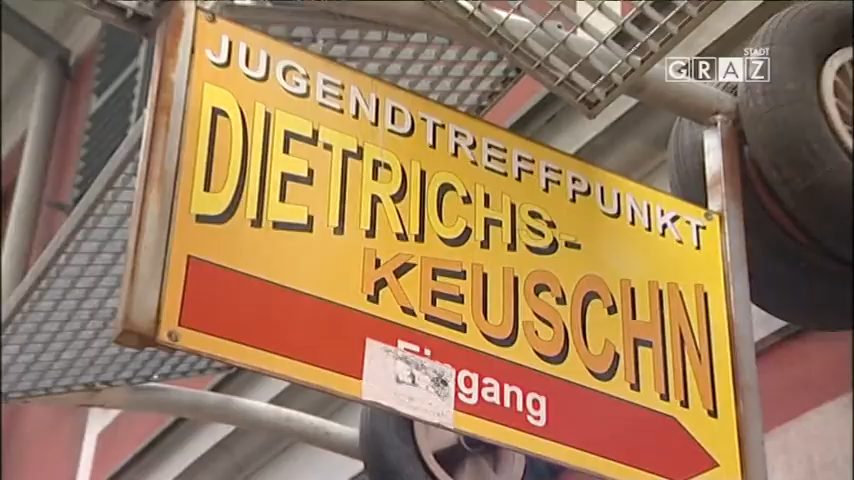 STADT
GRAZ
JUGENDTREFFPUNKT
DIETRICHS-
KEUSCHN
Eingang